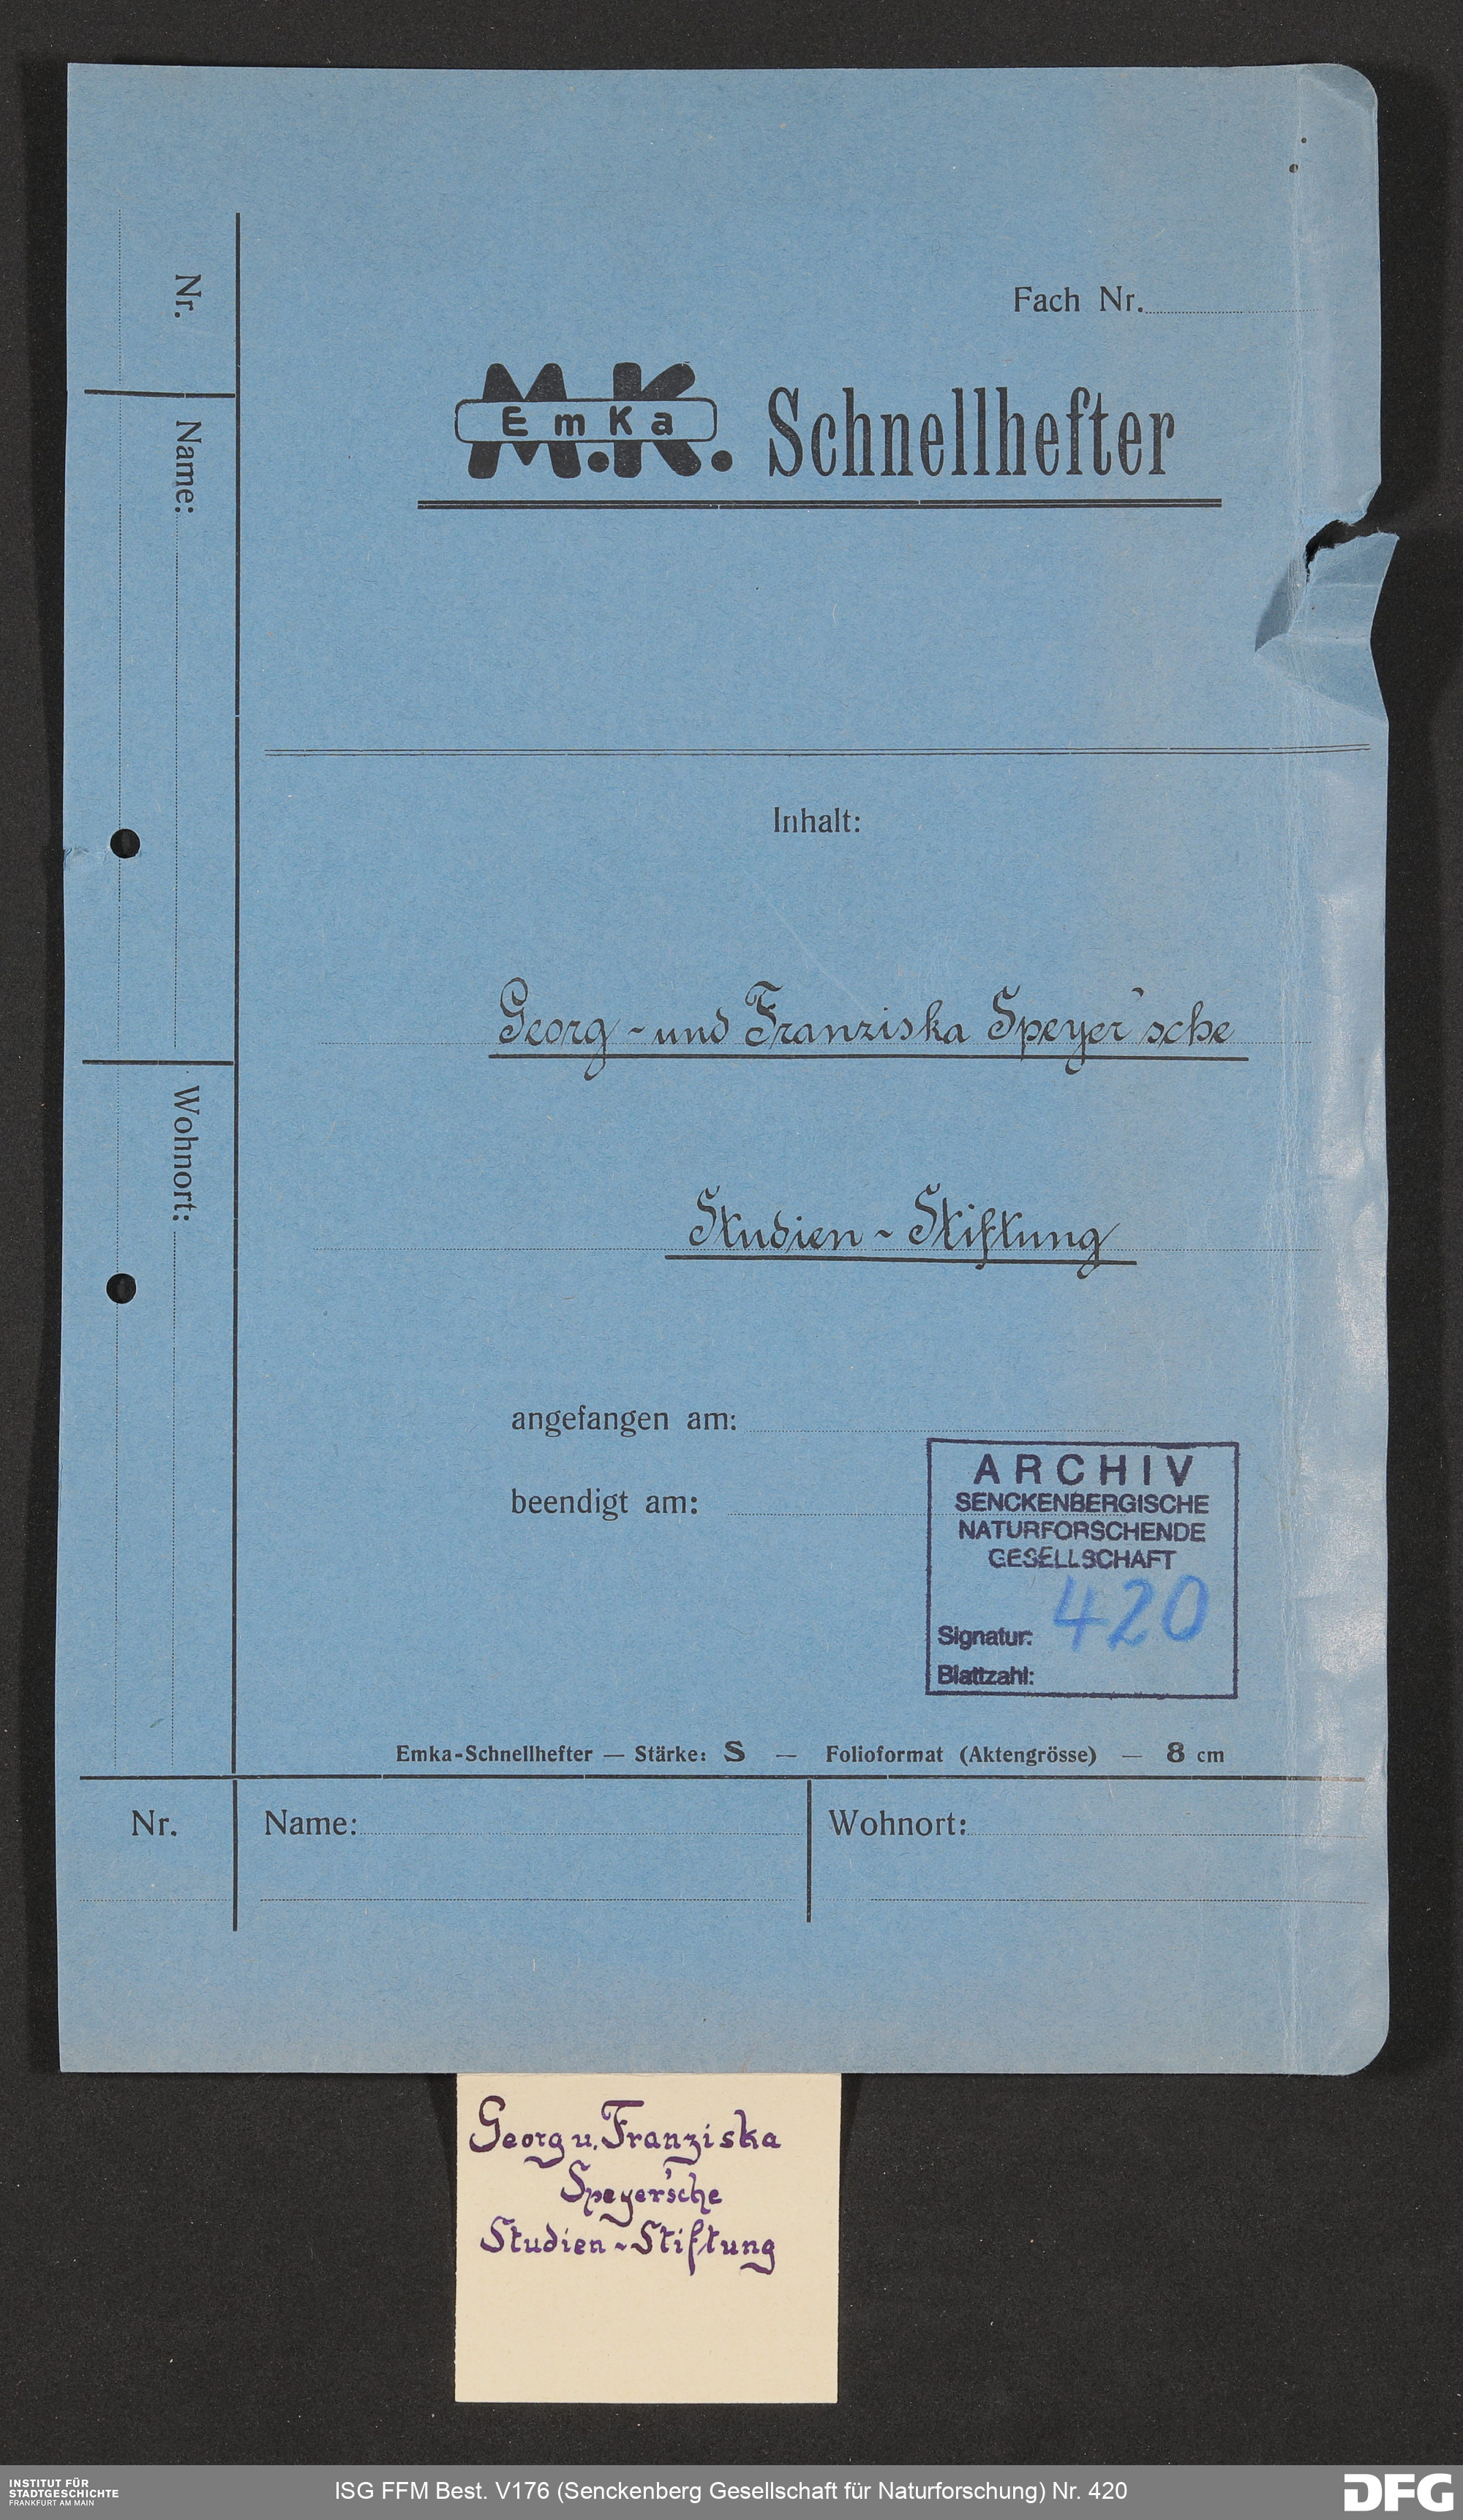 Fach Nr.
M.K.
EmKa
Schnellhefter
Nr.
Name:
Wohnort:
Inhalt:
Georg - und Franziska Speyer'sche
Studien - Stiftung
angefangen am:
beendigt am:
ARCHIV
SENCKENBERGISCHE
NATURFORSCHENDE
GESELLSCHAFT
Signatur: 420
Blattzahl:
Emka-Schnellhefter — Stärke: S — Folioformat (Aktengrösse) — 8 cm
Nr. Name: Wohnort:
Georg u. Franziska
Speyer'sche
Studien - Stiftung
INSTITUT FÜR
STADTGESCHICHTE
FRANKFURT AM MAIN
ISG FFM Best. V176 (Senckenberg Gesellschaft für Naturforschung) Nr. 420
DFG